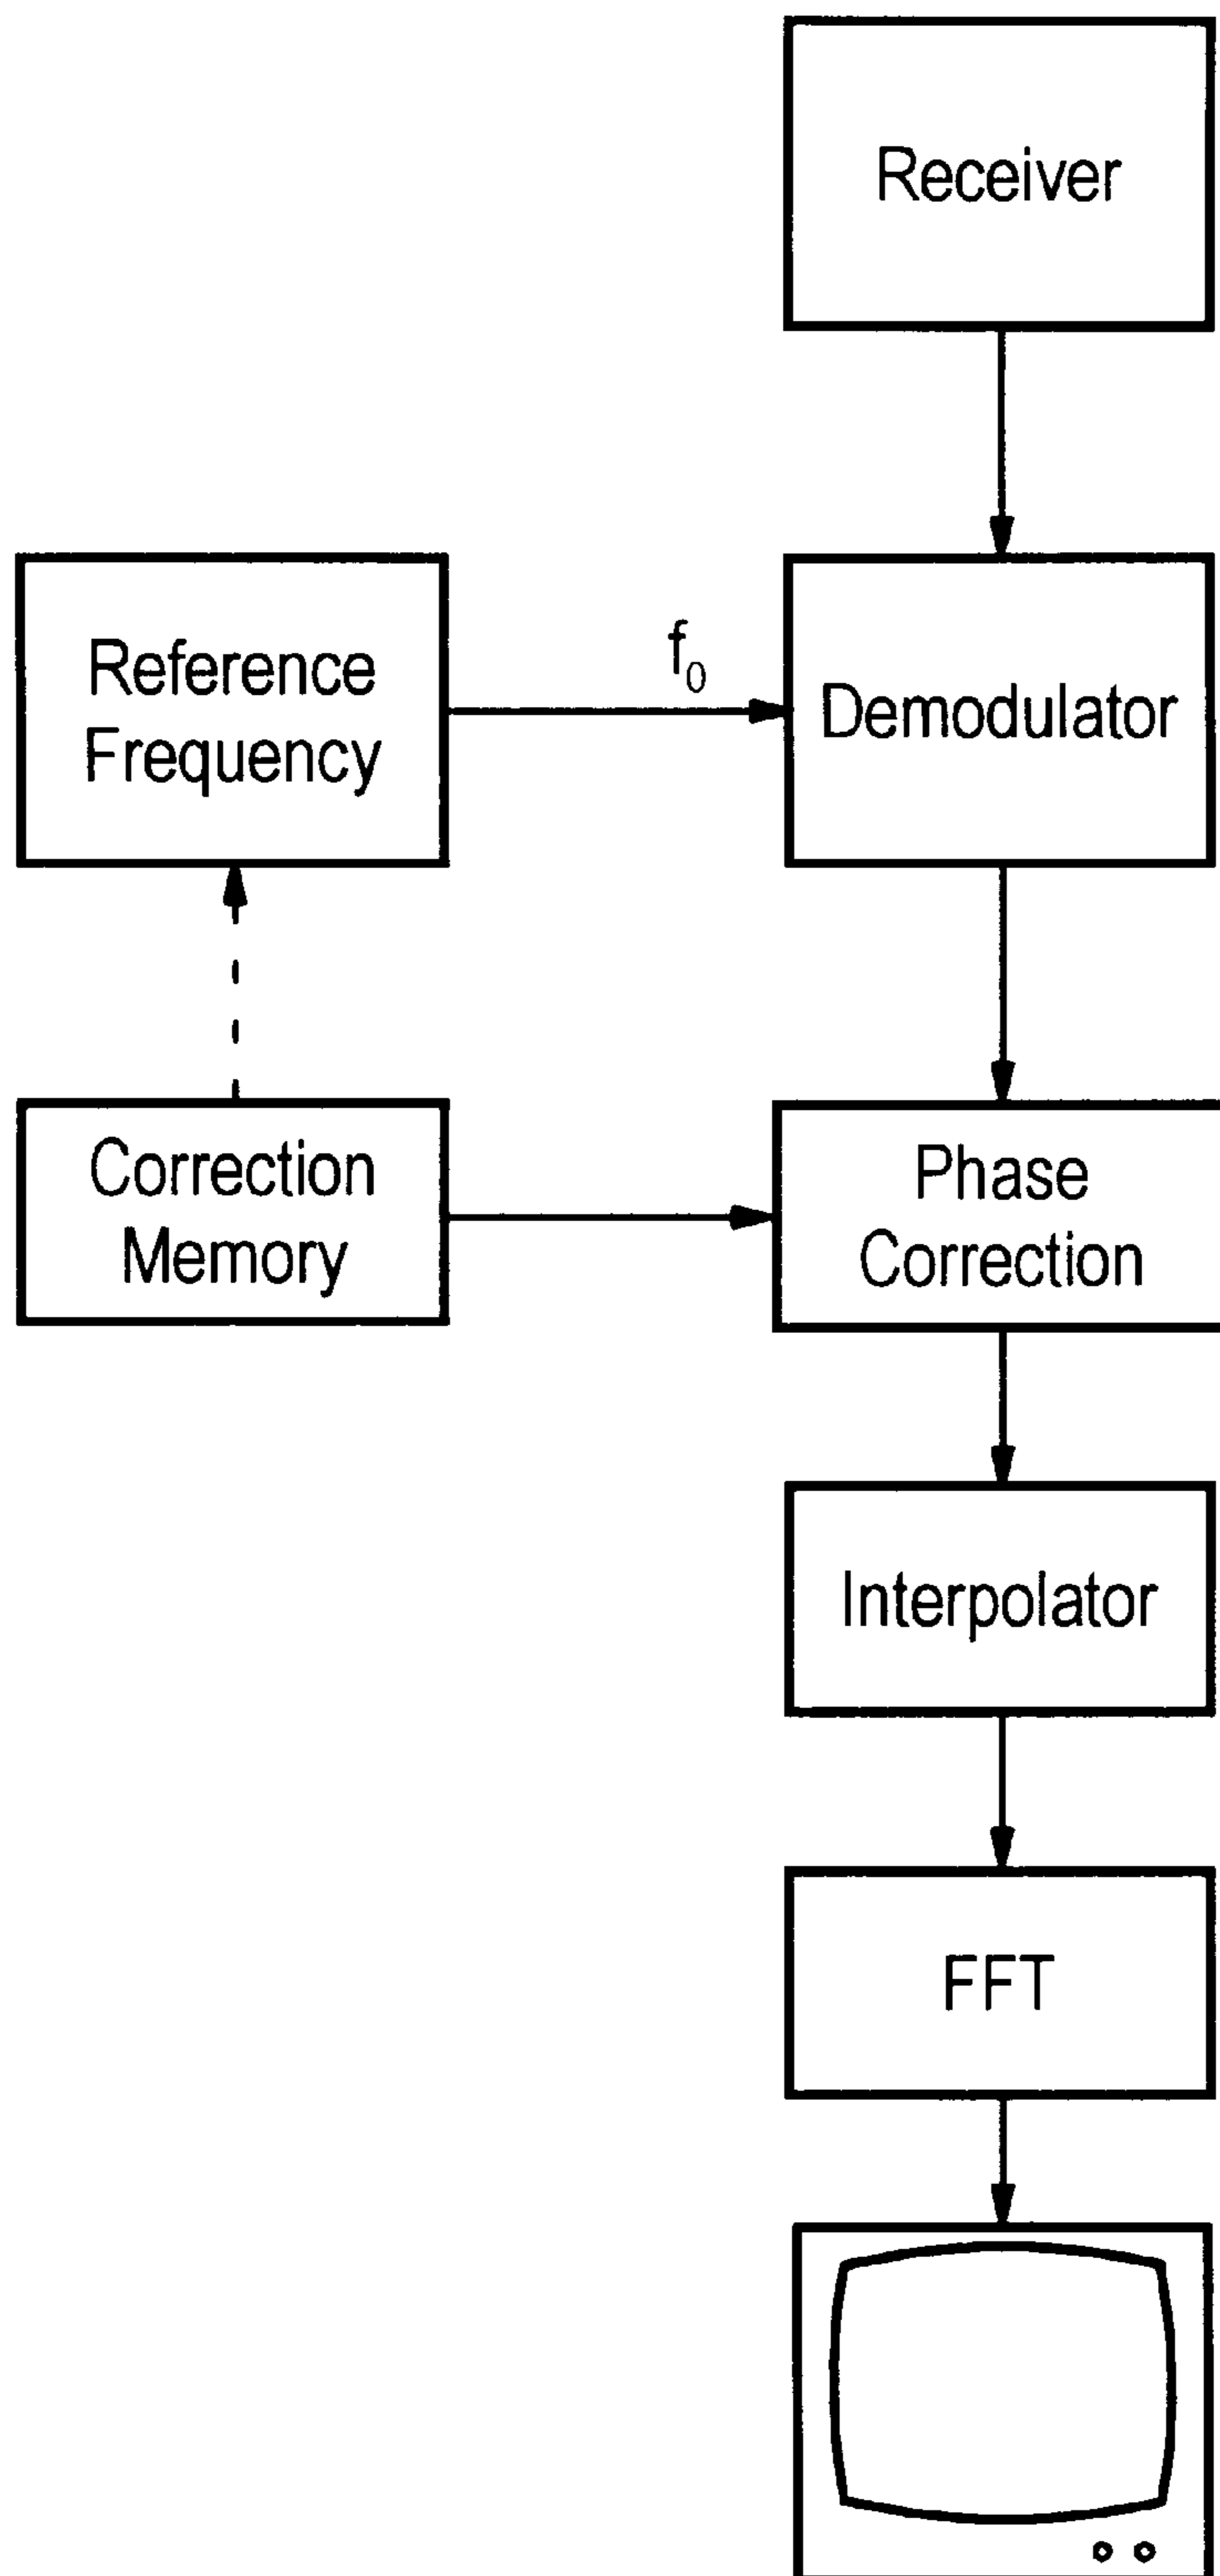 Receiver
Reference
Frequency
f₀
Demodulator
Correction
Memory
Phase
Correction
Interpolator
FFT